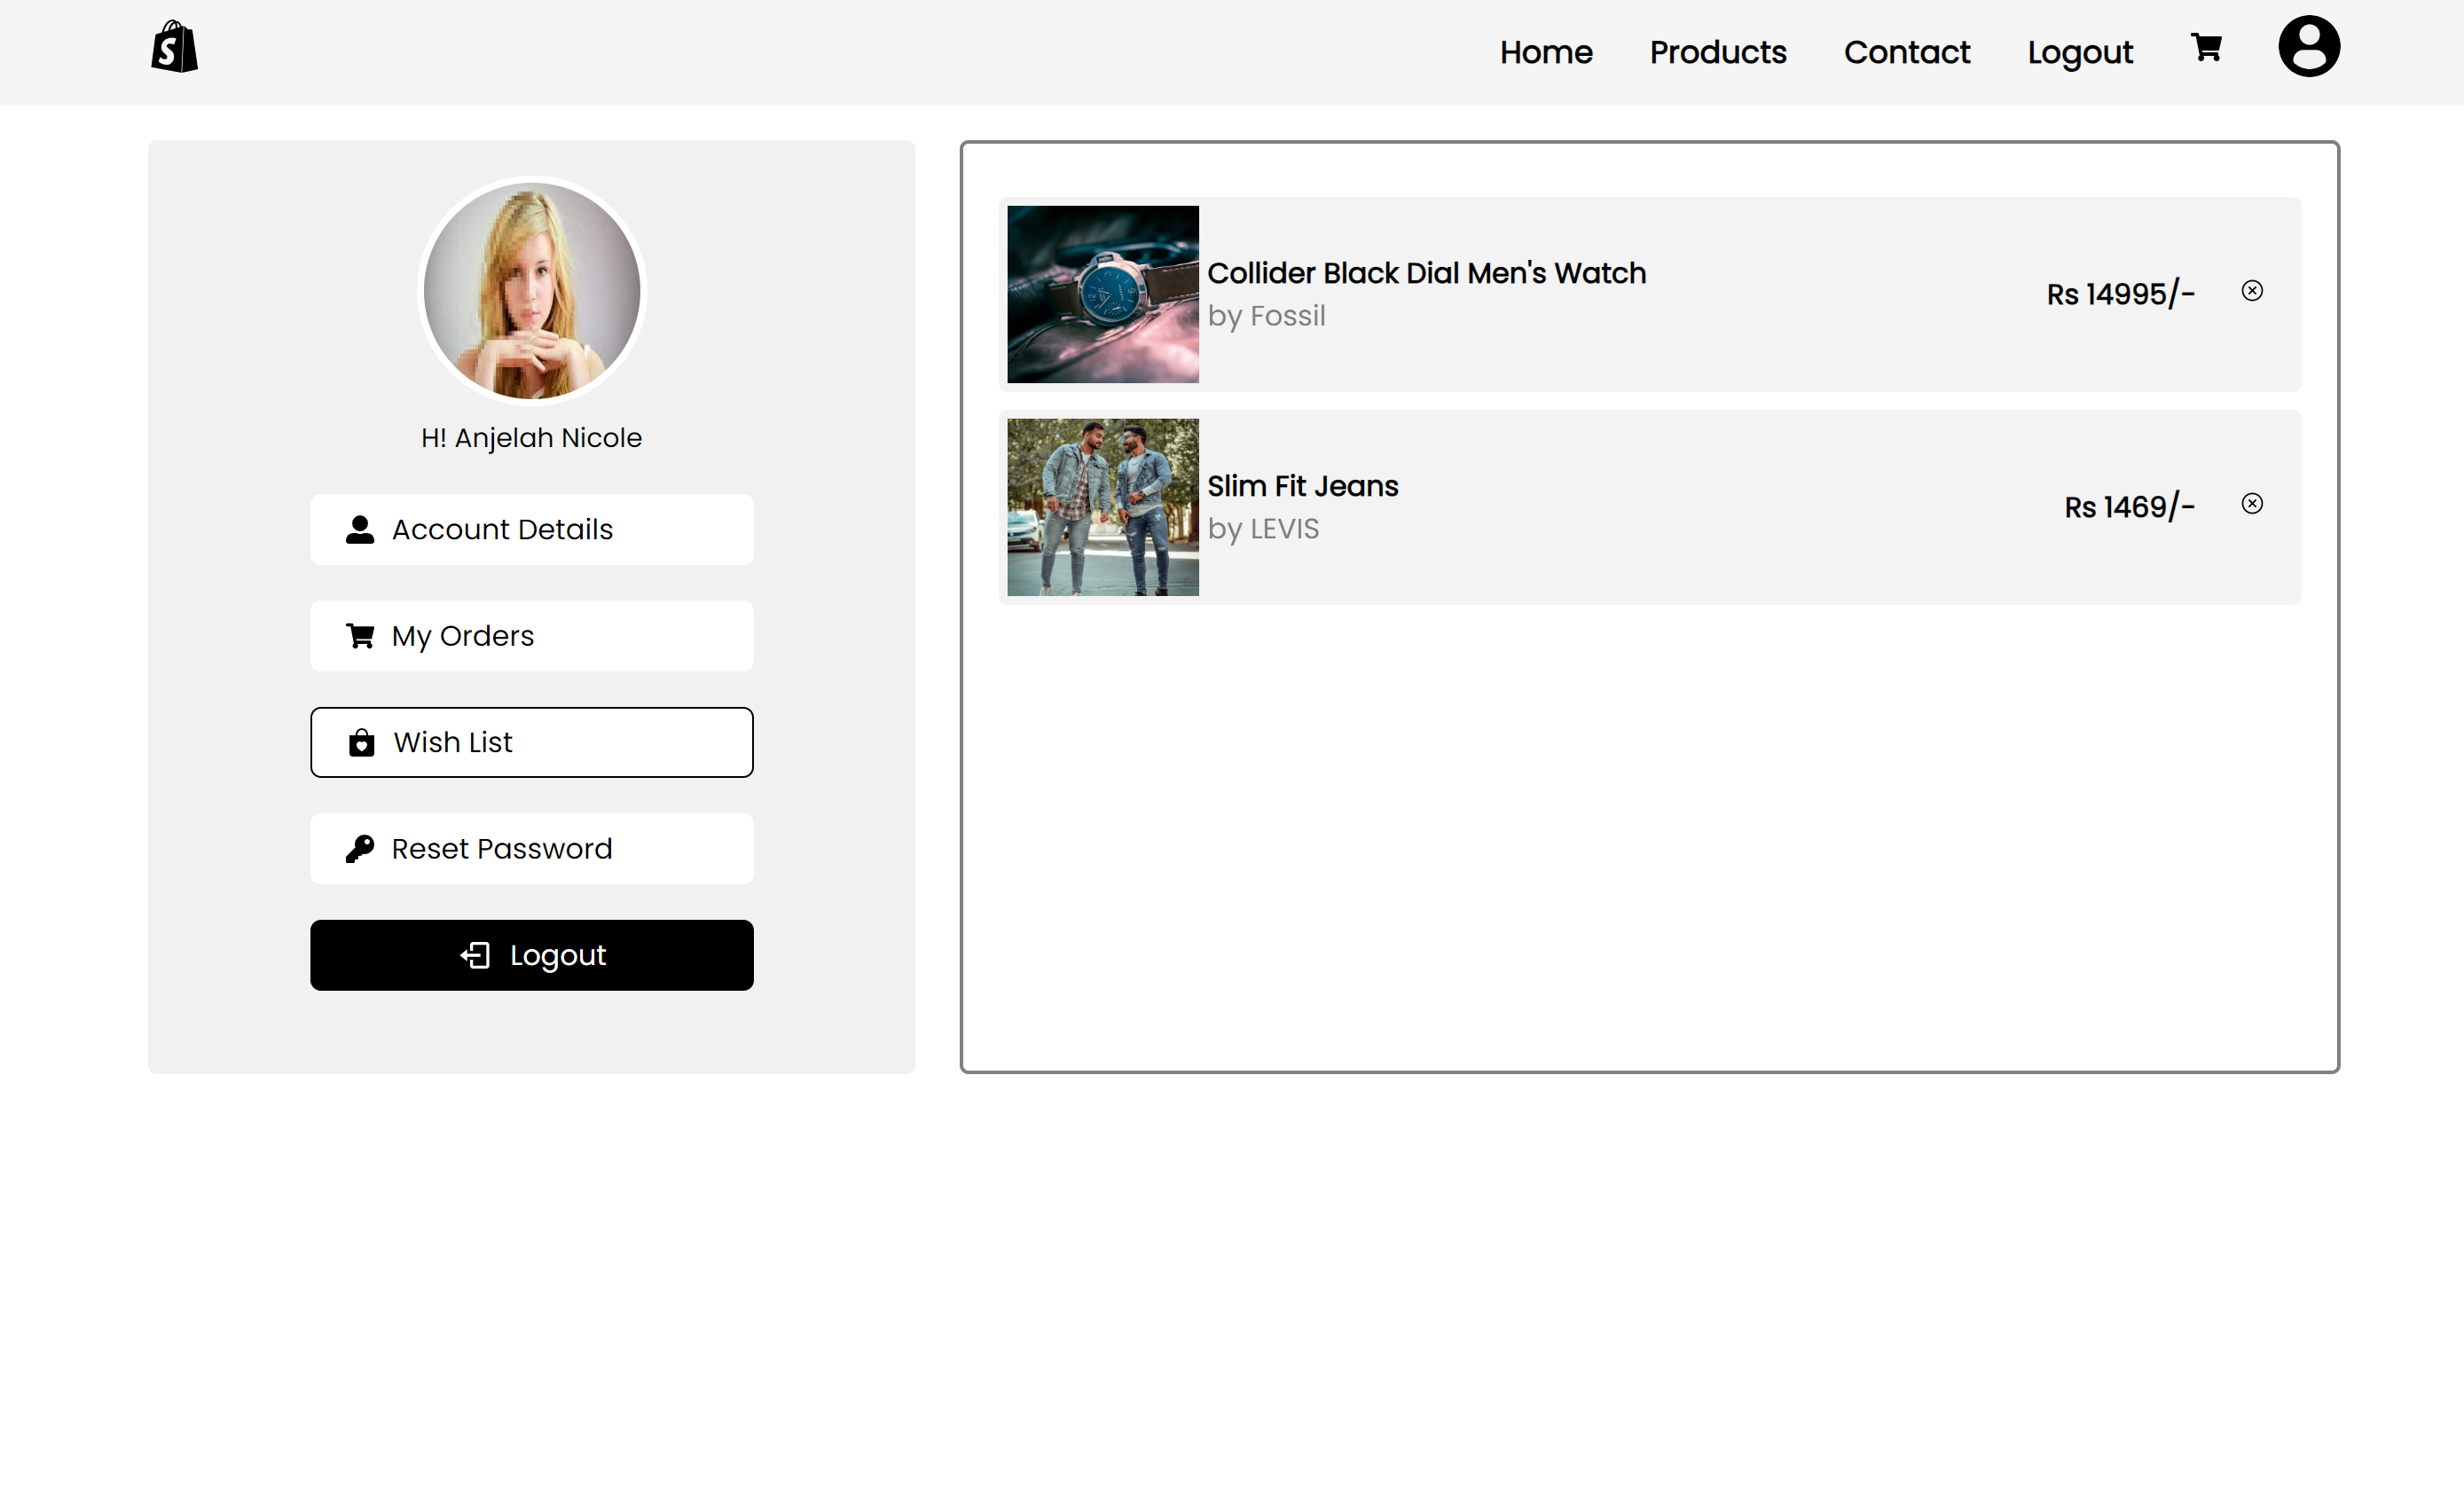 S
Home Products Contact Logout
H! Anjelah Nicole
Account Details
My Orders
Wish List
Reset Password
Logout
Collider Black Dial Men's Watch
by Fossil
Rs 14995/-
Slim Fit Jeans
by LEVIS
Rs 1469/-